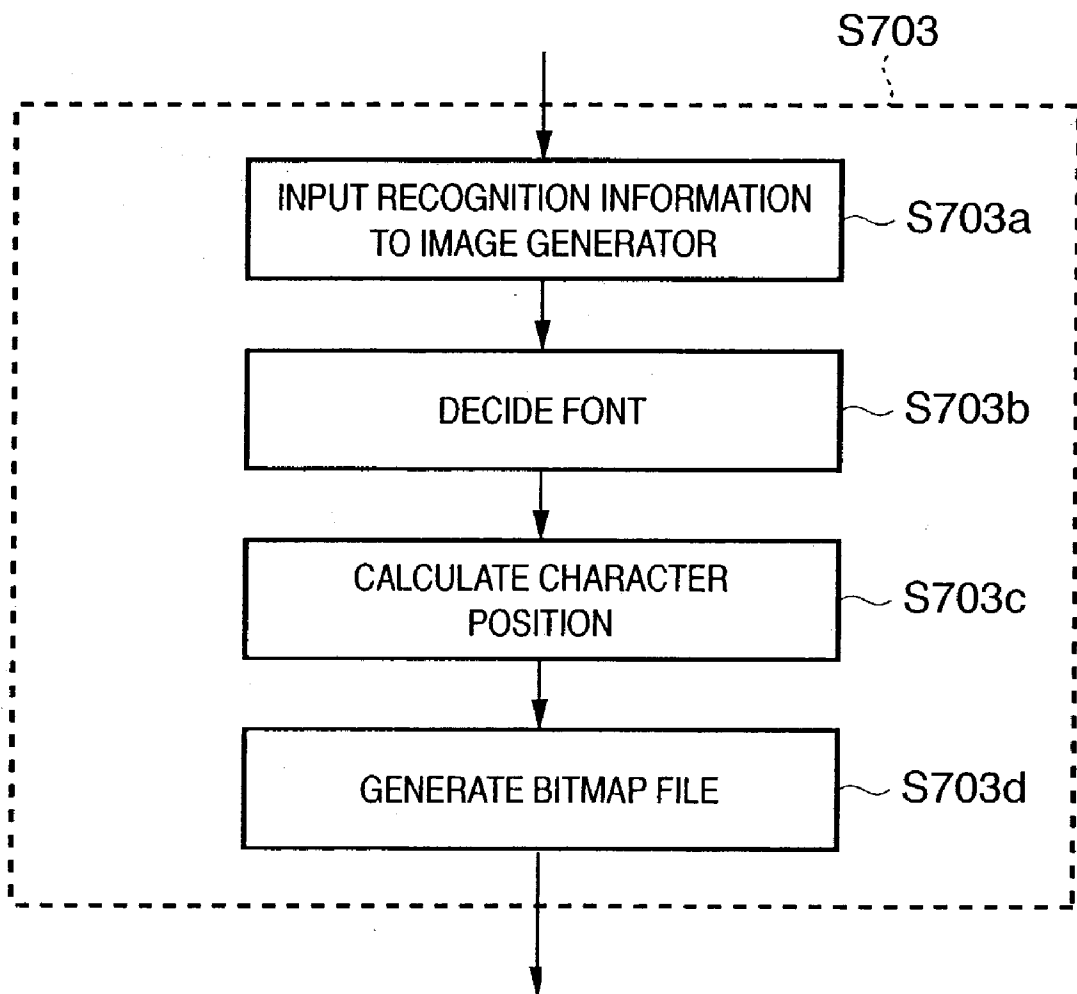 S703
INPUT RECOGNITION INFORMATION
TO IMAGE GENERATOR
S703a
DECIDE FONT
S703b
CALCULATE CHARACTER
POSITION
S703c
GENERATE BITMAP FILE
S703d